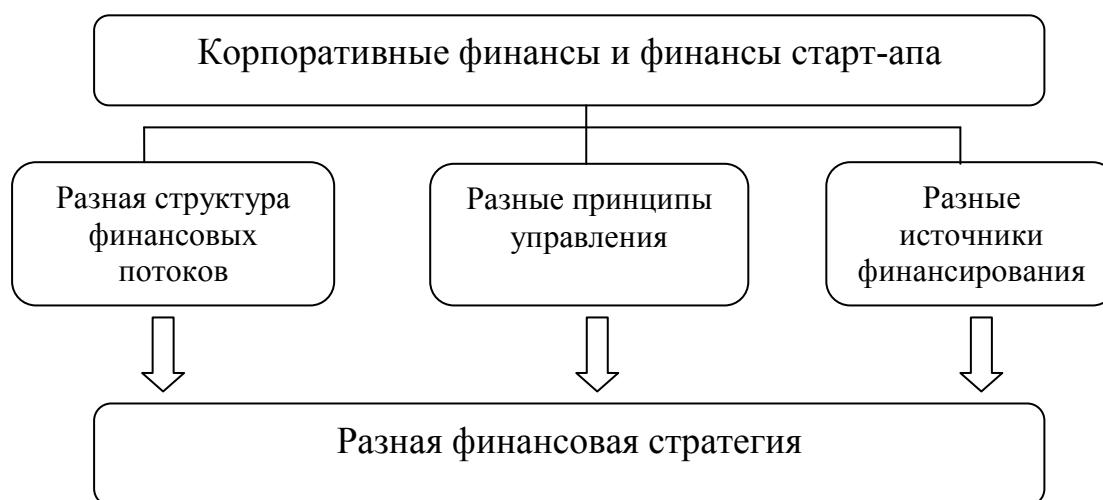 Корпоративные финансы и финансы старт-апа
Разная структура
финансовых
потоков
Разные принципы
управления
Разные
источники
финансирования
Разная финансовая стратегия